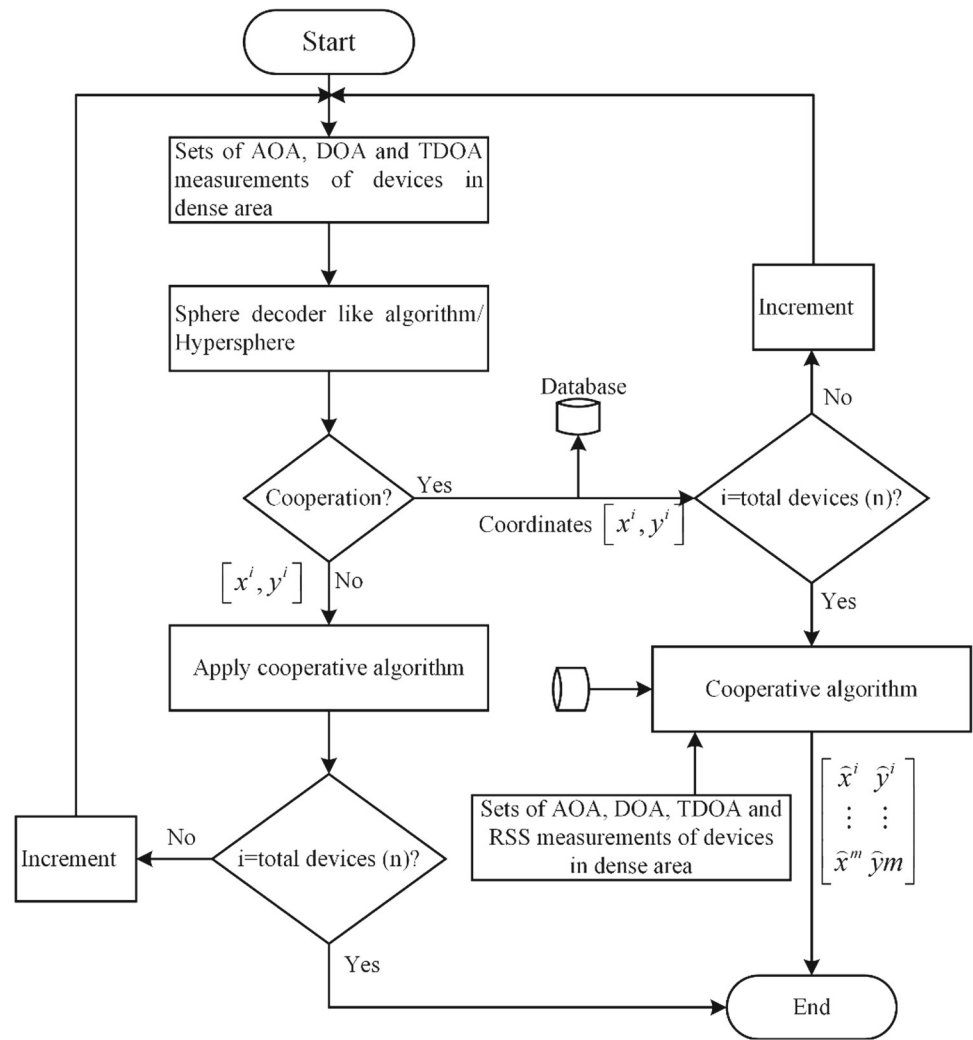 Start
Sets of AOA, DOA and TDOA
measurements of devices in
dense area
Sphere decoder like algorithm/
Hypersphere
Increment
Database
No
Cooperation?
Yes
i=total devices (n)?
Coordinates [x^i, y^i]
[x^i, y^i]
No
Yes
Apply cooperative algorithm
Cooperative algorithm
x̂^i ŷ^i
⋮ ⋮
x̂^m ŷm
Sets of AOA, DOA, TDOA and
RSS measurements of devices
in dense area
No
Increment
i=total devices (n)?
Yes
End